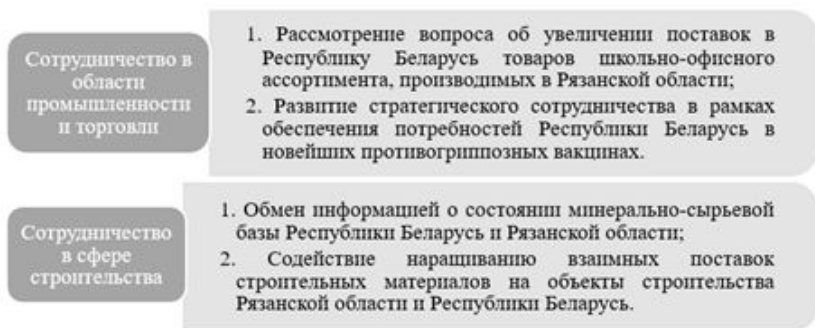 Сотрудничество в
области
промышленности
и торговли
1. Рассмотрение вопроса об увеличении поставок в
Республику Беларусь товаров школьно-офисного
ассортимента, производимых в Рязанской области;
2. Развитие стратегического сотрудничества в рамках
обеспечения потребностей Республики Беларусь в
новейших противогриппозных вакцинах.
Сотрудничество
в сфере
строительства
1. Обмен информацией о состоянии минерально-сырьевой
базы Республики Беларусь и Рязанской области;
2. Содействие наращиванию взаимных поставок
строительных материалов на объекты строительства
Рязанской области и Республики Беларусь.